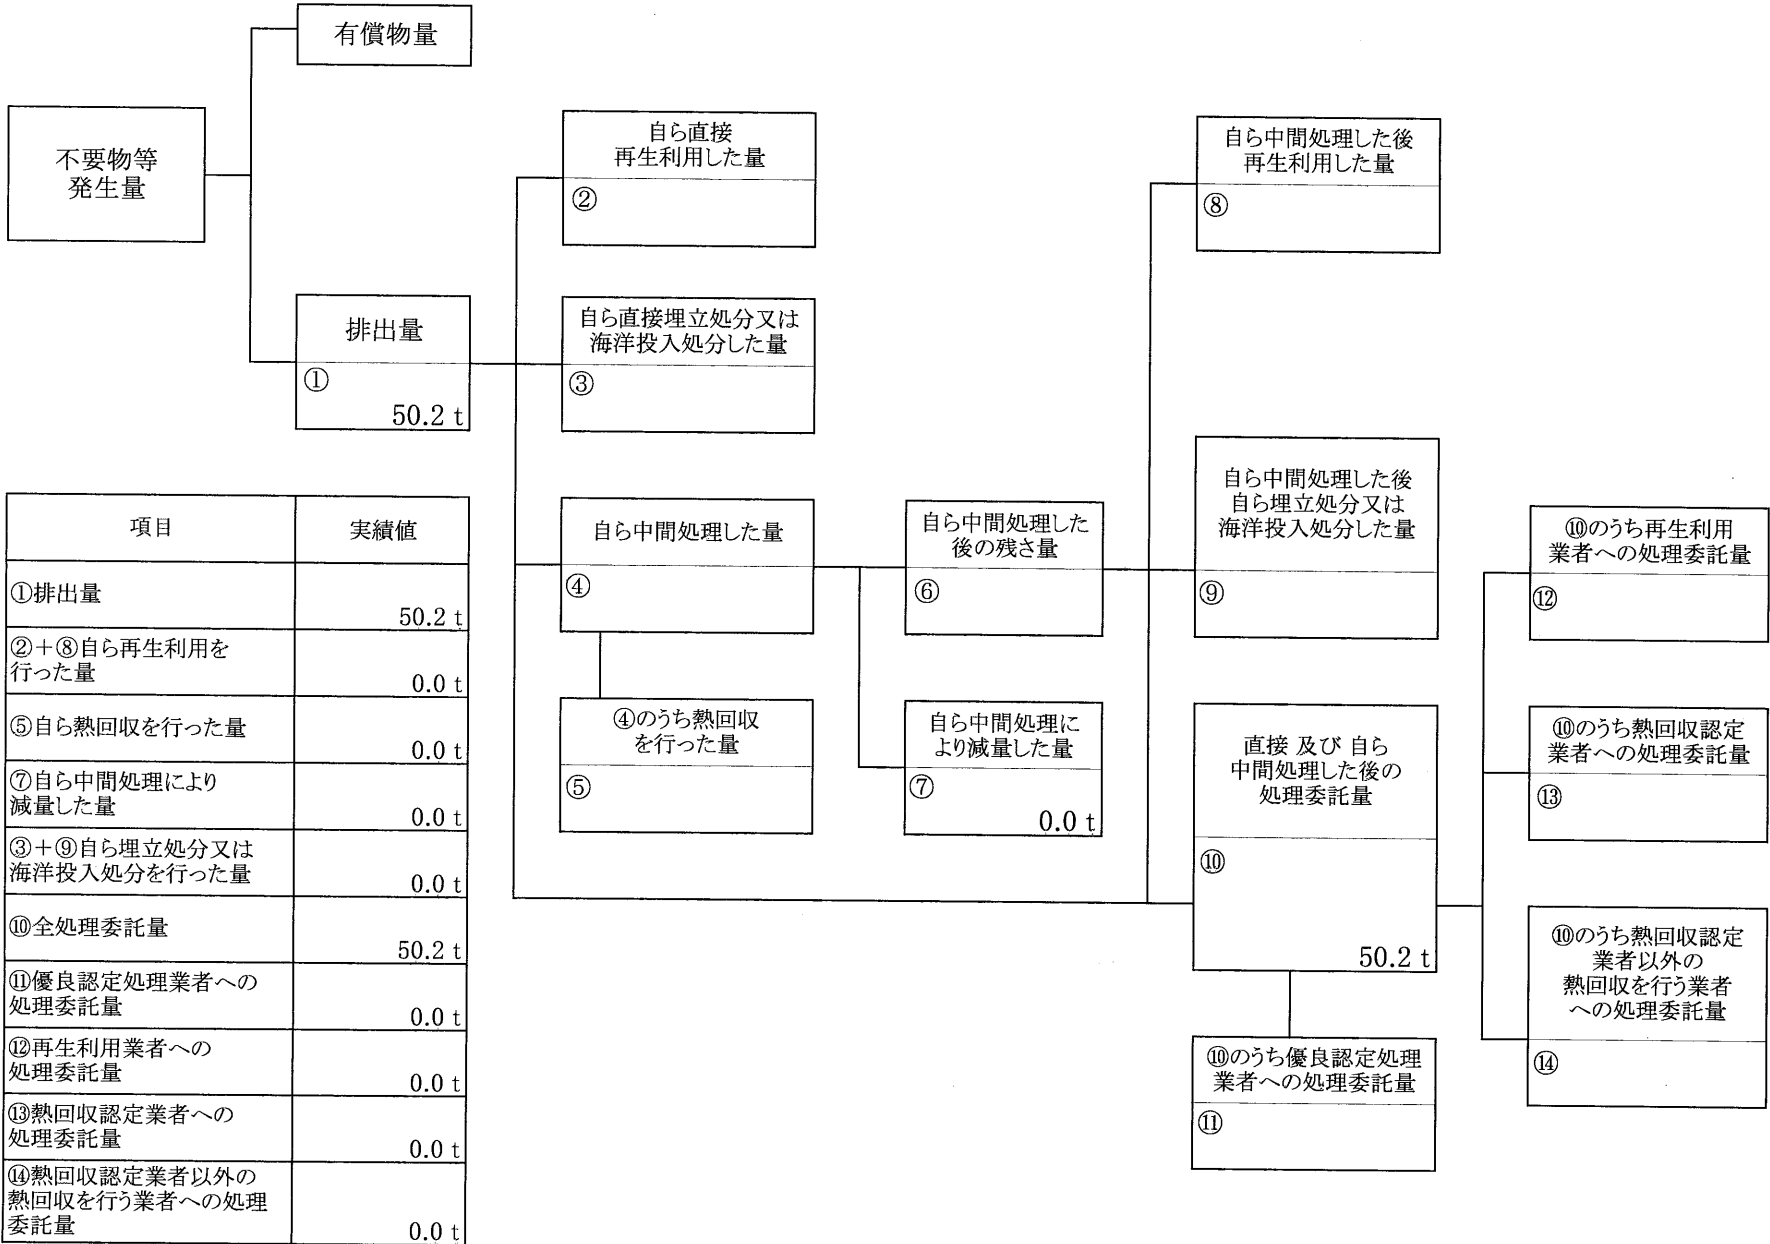 有償物量
不要物等
発生量
排出量
①
50.2 t
自ら直接
再生利用した量
②
自ら直接埋立処分又は
海洋投入処分した量
③
自ら中間処理した量
④
④のうち熱回収
を行った量
⑤
自ら中間処理した
後の残さ量
⑥
自ら中間処理に
より減量した量
⑦
0.0 t
自ら中間処理した後
再生利用した量
⑧
自ら中間処理した後
自ら埋立処分又は
海洋投入処分した量
⑨
直接 及び 自ら
中間処理した後の
処理委託量
⑩
50.2 t
⑩のうち優良認定処理
業者への処理委託量
⑪
⑩のうち再生利用
業者への処理委託量
⑫
⑩のうち熱回収認定
業者への処理委託量
⑬
⑩のうち熱回収認定
業者以外の
熱回収を行う業者
への処理委託量
⑭
項目 実績値
①排出量
50.2 t
②＋⑧自ら再生利用を
行った量
0.0 t
⑤自ら熱回収を行った量
0.0 t
⑦自ら中間処理により
減量した量
0.0 t
③＋⑨自ら埋立処分又は
海洋投入処分を行った量
0.0 t
⑩全処理委託量
50.2 t
⑪優良認定処理業者への
処理委託量
0.0 t
⑫再生利用業者への
処理委託量
0.0 t
⑬熱回収認定業者への
処理委託量
0.0 t
⑭熱回収認定業者以外の
熱回収を行う業者への処理
委託量
0.0 t